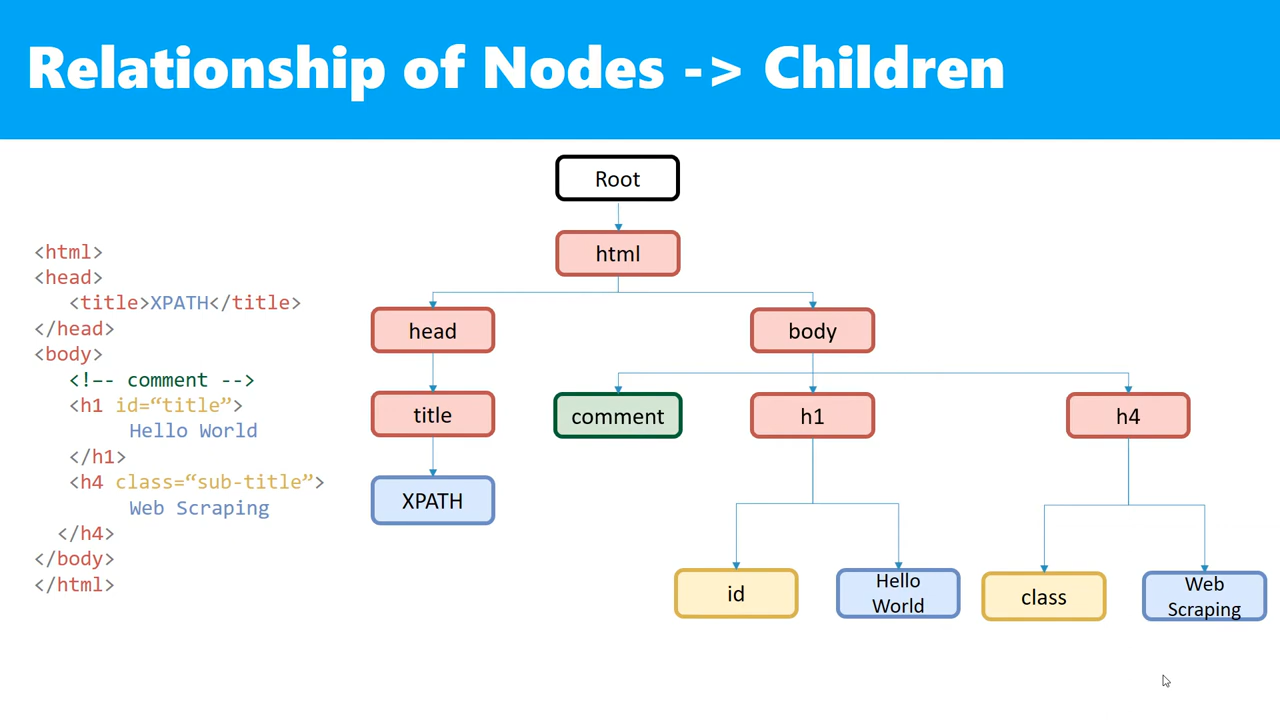 Relationship of Nodes -> Children
<html>
<head>
<title>XPATH</title>
</head>
<body>
<!-- comment -->
<h1 id=“title”>
Hello World
</h1>
<h4 class=“sub-title”>
Web Scraping
</h4>
</body>
</html>
Root
html
head
body
title
comment
h1
h4
XPATH
id
Hello
World
class
Web
Scraping